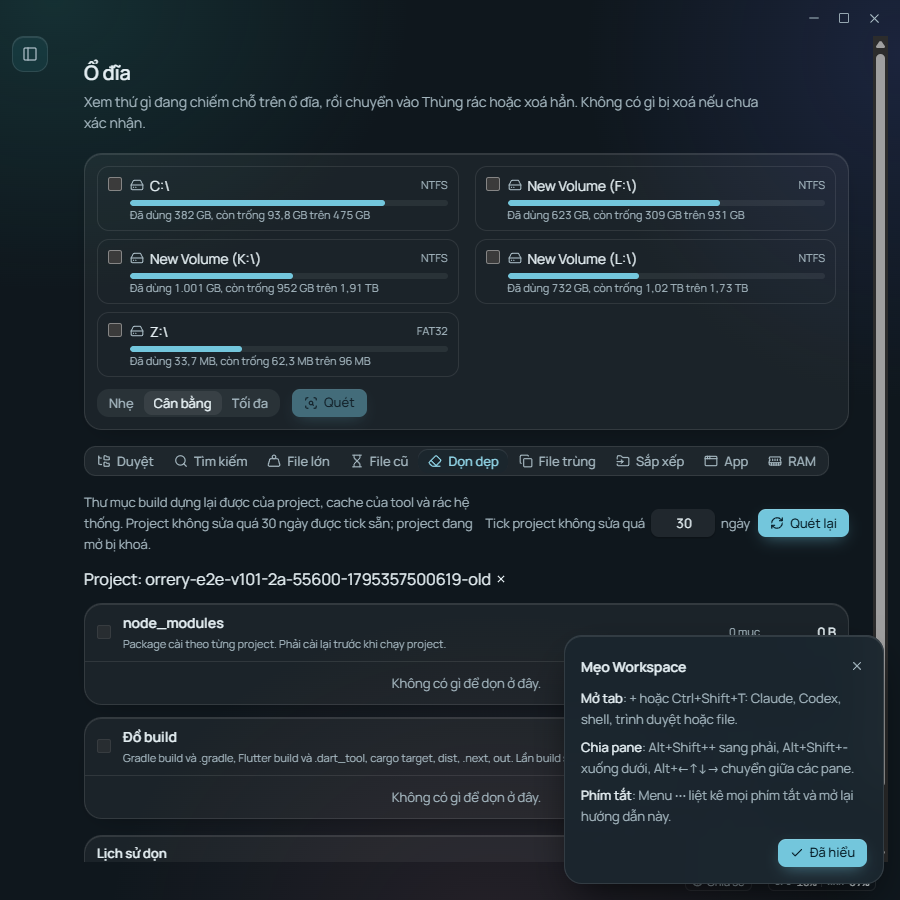 Ổ đĩa
Xem thứ gì đang chiếm chỗ trên ổ đĩa, rồi chuyển vào Thùng rác hoặc xoá hẳn. Không có gì bị xoá nếu chưa
xác nhận.
C:\ NTFS
Đã dùng 382 GB, còn trống 93,8 GB trên 475 GB
New Volume (F:\) NTFS
Đã dùng 623 GB, còn trống 309 GB trên 931 GB
New Volume (K:\) NTFS
Đã dùng 1.001 GB, còn trống 952 GB trên 1,91 TB
New Volume (L:\) NTFS
Đã dùng 732 GB, còn trống 1,02 TB trên 1,73 TB
Z:\ FAT32
Đã dùng 33,7 MB, còn trống 62,3 MB trên 96 MB
Nhẹ Cân bằng Tối đa Quét
Duyệt Tìm kiếm File lớn File cũ Dọn dẹp File trùng Sắp xếp App RAM
Thư mục build dựng lại được của project, cache của tool và rác hệ
thống. Project không sửa quá 30 ngày được tick sẵn; project đang
mở bị khoá.
Tick project không sửa quá 30 ngày Quét lại
Project: orrery-e2e-v101-2a-55600-1795357500619-old ×
node_modules
Package cài theo từng project. Phải cài lại trước khi chạy project.
0 mục 0 B
Không có gì để dọn ở đây.
Đồ build
Gradle build và .gradle, Flutter build và .dart_tool, cargo target, dist, .next, out. Lần build
Không có gì để dọn ở đây.
Lịch sử dọn
Mẹo Workspace
Mở tab: + hoặc Ctrl+Shift+T: Claude, Codex,
shell, trình duyệt hoặc file.
Chia pane: Alt+Shift++ sang phải, Alt+Shift+-
xuống dưới, Alt+←↑↓→ chuyển giữa các pane.
Phím tắt: Menu ··· liệt kê mọi phím tắt và mở lại
hướng dẫn này.
Đã hiểu